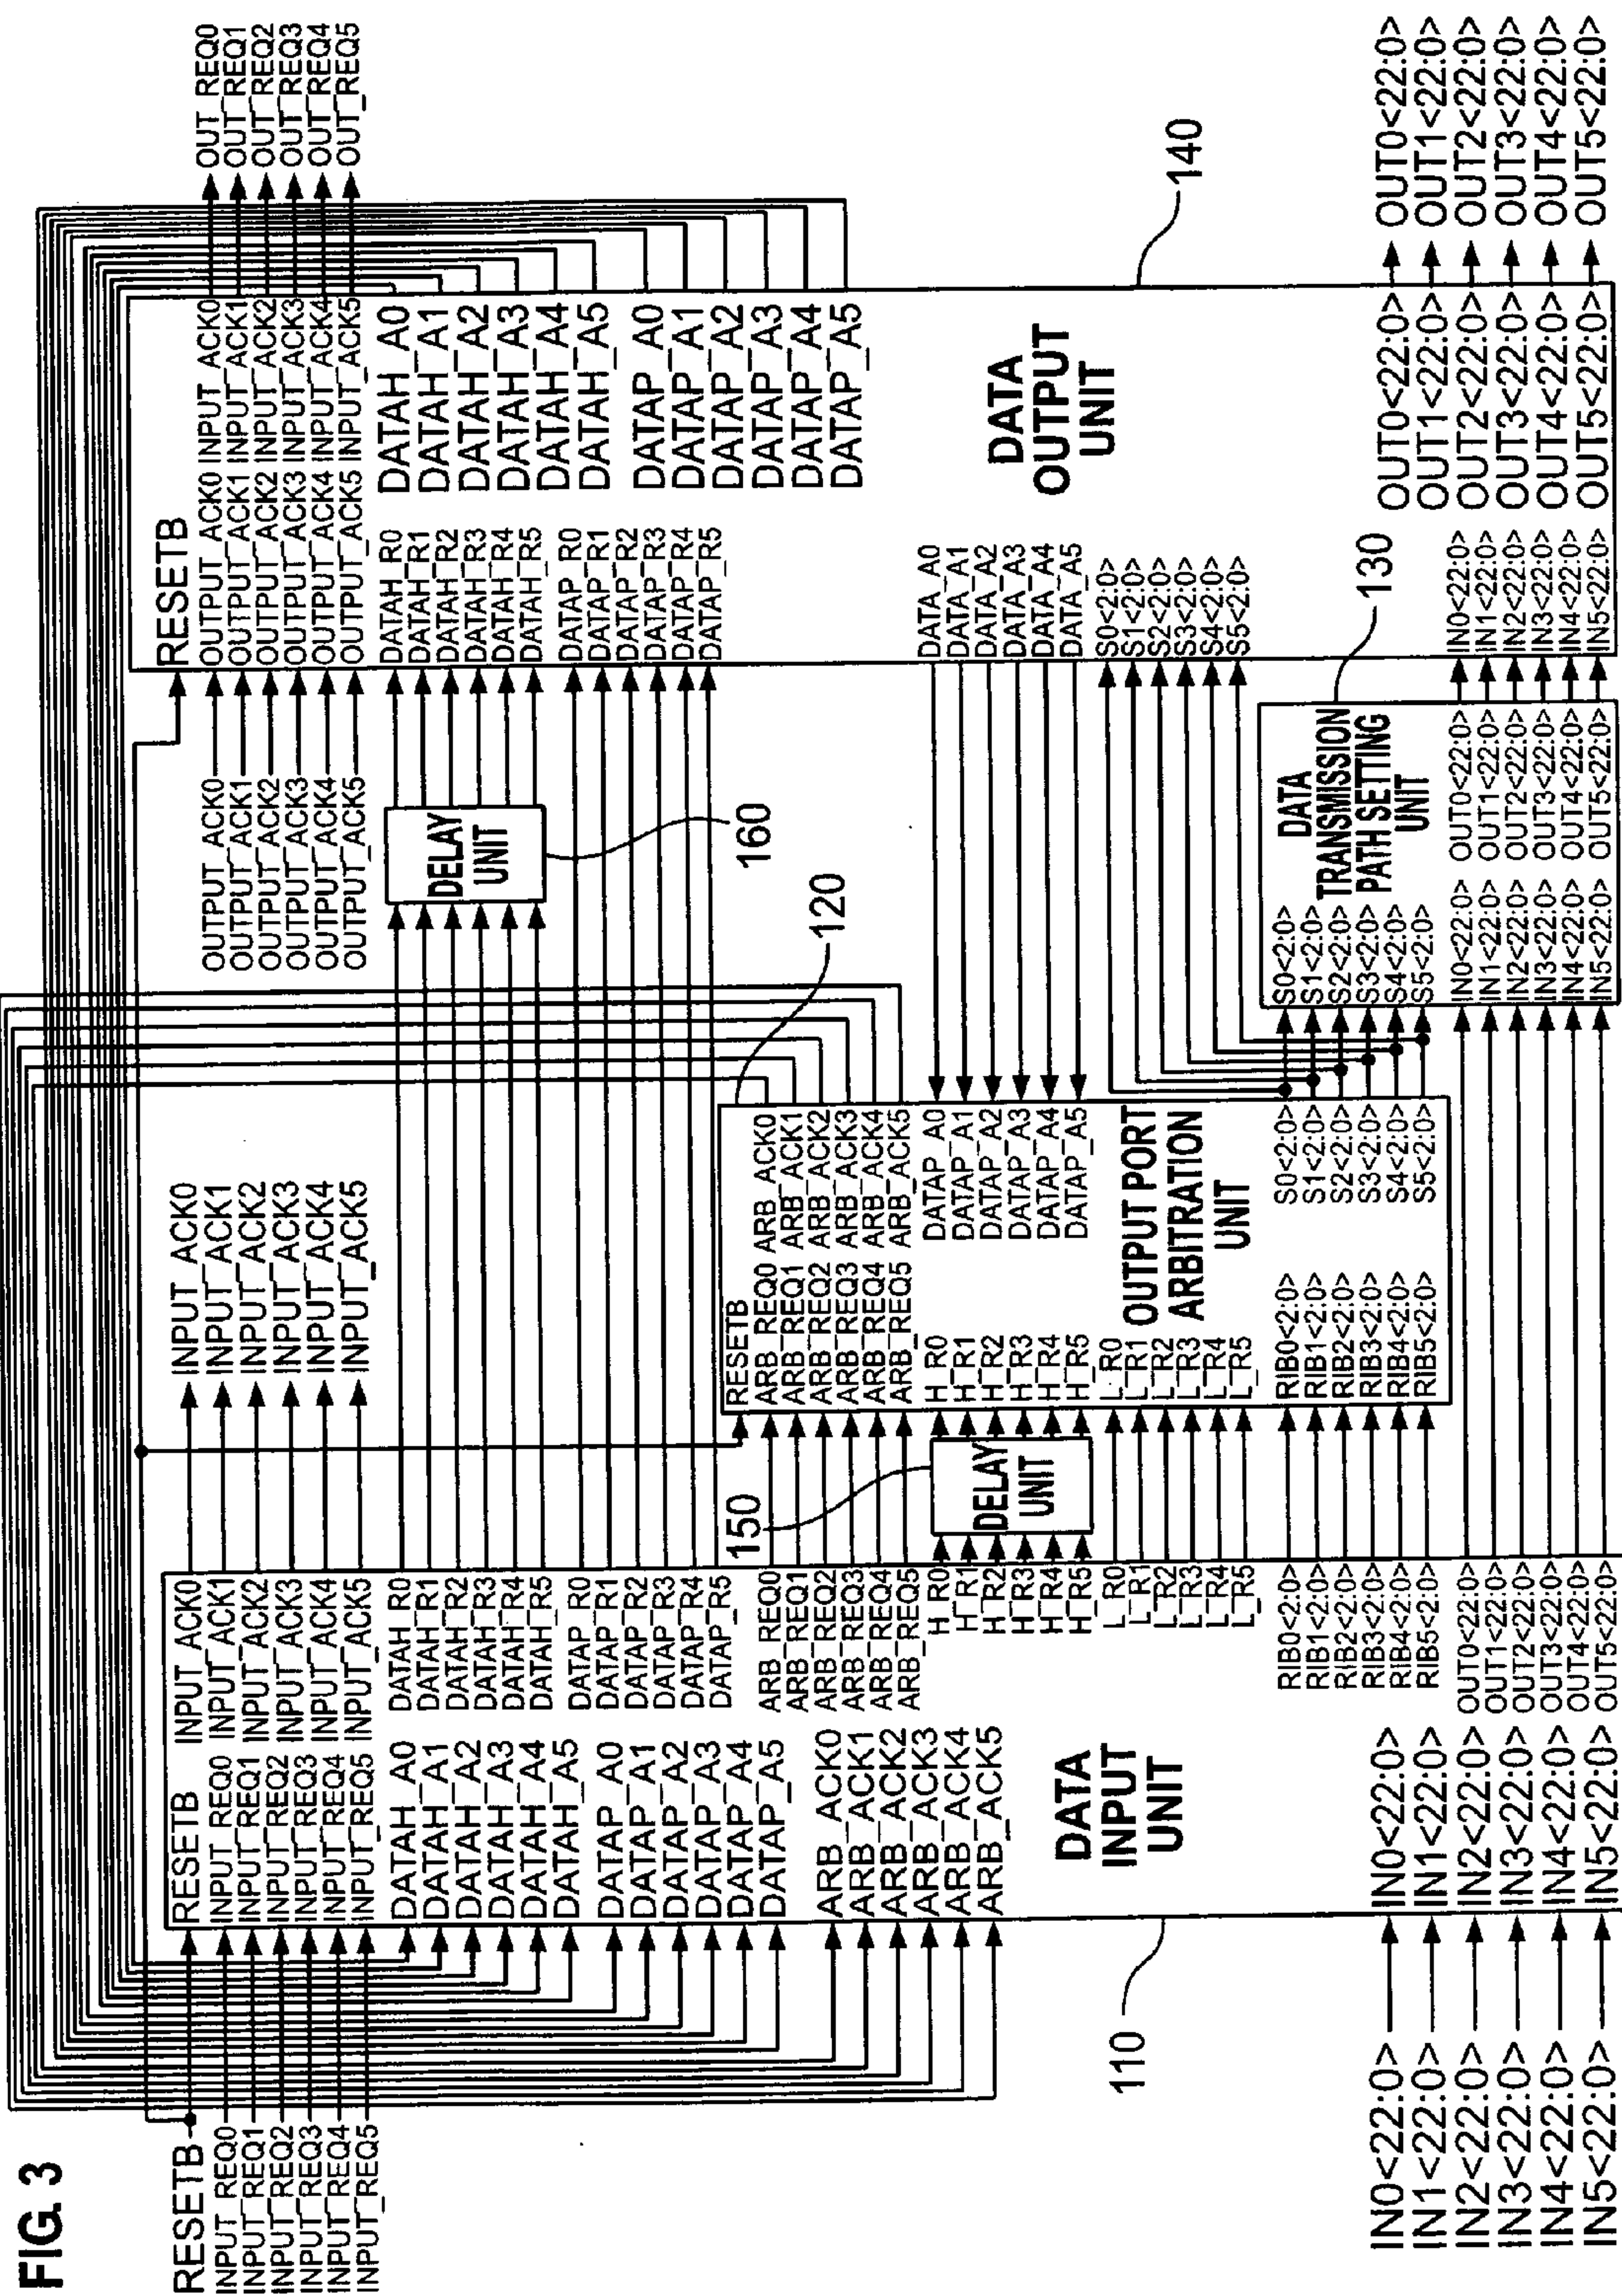 FIG. 3
RESETB
INPUT_REQ0
INPUT_REQ1
INPUT_REQ2
INPUT_REQ3
INPUT_REQ4
INPUT_REQ5
IN0<22:0>
IN1<22:0>
IN2<22:0>
IN3<22:0>
IN4<22:0>
IN5<22:0>
110
RESETB
INPUT_REQ0 INPUT_ACK0
INPUT_REQ1 INPUT_ACK1
INPUT_REQ2 INPUT_ACK2
INPUT_REQ3 INPUT_ACK3
INPUT_REQ4 INPUT_ACK4
INPUT_REQ5 INPUT_ACK5
DATAH_A0 DATAH_R0
DATAH_A1 DATAH_R1
DATAH_A2 DATAH_R2
DATAH_A3 DATAH_R3
DATAH_A4 DATAH_R4
DATAH_A5 DATAH_R5
DATAP_A0 DATAP_R0
DATAP_A1 DATAP_R1
DATAP_A2 DATAP_R2
DATAP_A3 DATAP_R3
DATAP_A4 DATAP_R4
DATAP_A5 DATAP_R5
ARB_ACK0 ARB_REQ0
ARB_ACK1 ARB_REQ1
ARB_ACK2 ARB_REQ2
ARB_ACK3 ARB_REQ3
ARB_ACK4 ARB_REQ4
ARB_ACK5 ARB_REQ5
H_R0
H_R1
H_R2
H_R3
H_R4
H_R5
L_R0
L_R1
L_R2
L_R3
L_R4
L_R5
DATA
INPUT
UNIT
RIB0<2:0>
RIB1<2:0>
RIB2<2:0>
RIB3<2:0>
RIB4<2:0>
RIB5<2:0>
IN0<22:0>
IN1<22:0>
IN2<22:0> OUT0<22:0>
IN3<22:0> OUT1<22:0>
IN4<22:0> OUT2<22:0>
IN5<22:0> OUT3<22:0>
OUT4<22:0>
OUT5<22:0>
INPUT_ACK0
INPUT_ACK1
INPUT_ACK2
INPUT_ACK3
INPUT_ACK4
INPUT_ACK5
150
DELAY
UNIT
120
RESETB
ARB_REQ0 ARB_ACK0
ARB_REQ1 ARB_ACK1
ARB_REQ2 ARB_ACK2
ARB_REQ3 ARB_ACK3
ARB_REQ4 ARB_ACK4
ARB_REQ5 ARB_ACK5
H_R0 DATAP_A0
H_R1 DATAP_A1
H_R2 DATAP_A2
H_R3 DATAP_A3
H_R4 DATAP_A4
H_R5 DATAP_A5
L_R0
L_R1
L_R2
L_R3
L_R4
L_R5
OUTPUT PORT
ARBITRATION
UNIT
RIB0<2:0> S0<2:0>
RIB1<2:0> S1<2:0>
RIB2<2:0> S2<2:0>
RIB3<2:0> S3<2:0>
RIB4<2:0> S4<2:0>
RIB5<2:0> S5<2:0>
OUTPUT_ACK0
OUTPUT_ACK1
OUTPUT_ACK2
OUTPUT_ACK3
OUTPUT_ACK4
OUTPUT_ACK5
DELAY
UNIT
160
130
DATA
TRANSMISSION
PATH SETTING
UNIT
S0<2:0>
S1<2:0>
S2<2:0>
S3<2:0>
S4<2:0>
S5<2:0>
IN0<22:0> OUT0<22:0>
IN1<22:0> OUT1<22:0>
IN2<22:0> OUT2<22:0>
IN3<22:0> OUT3<22:0>
IN4<22:0> OUT4<22:0>
IN5<22:0> OUT5<22:0>
RESETB
OUTPUT_ACK0 INPUT_ACK0
OUTPUT_ACK1 INPUT_ACK1
OUTPUT_ACK2 INPUT_ACK2
OUTPUT_ACK3 INPUT_ACK3
OUTPUT_ACK4 INPUT_ACK4
OUTPUT_ACK5 INPUT_ACK5
DATAH_R0 DATAH_A0
DATAH_R1 DATAH_A1
DATAH_R2 DATAH_A2
DATAH_R3 DATAH_A3
DATAH_R4 DATAH_A4
DATAH_R5 DATAH_A5
DATAP_R0 DATAP_A0
DATAP_R1 DATAP_A1
DATAP_R2 DATAP_A2
DATAP_R3 DATAP_A3
DATAP_R4 DATAP_A4
DATAP_R5 DATAP_A5
DATA_A0
DATA_A1
DATA_A2
DATA_A3
DATA_A4
DATA_A5
DATA
OUTPUT
UNIT
S0<2:0>
S1<2:0>
S2<2:0>
S3<2:0>
S4<2:0>
S5<2:0>
OUT0<22:0>
OUT1<22:0>
IN0<22:0> OUT2<22:0>
IN1<22:0> OUT3<22:0>
IN2<22:0> OUT4<22:0>
IN3<22:0> OUT5<22:0>
IN4<22:0>
IN5<22:0>
140
OUT_REQ0
OUT_REQ1
OUT_REQ2
OUT_REQ3
OUT_REQ4
OUT_REQ5
OUT0<22:0>
OUT1<22:0>
OUT2<22:0>
OUT3<22:0>
OUT4<22:0>
OUT5<22:0>